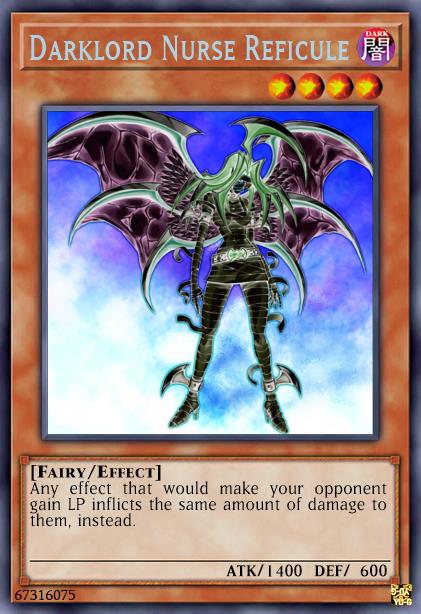 Darklord Nurse Reficule
DARK
闇
[Fairy/Effect]
Any effect that would make your opponent
gain LP inflicts the same amount of damage to
them, instead.
ATK/1400 DEF/ 600
67316075